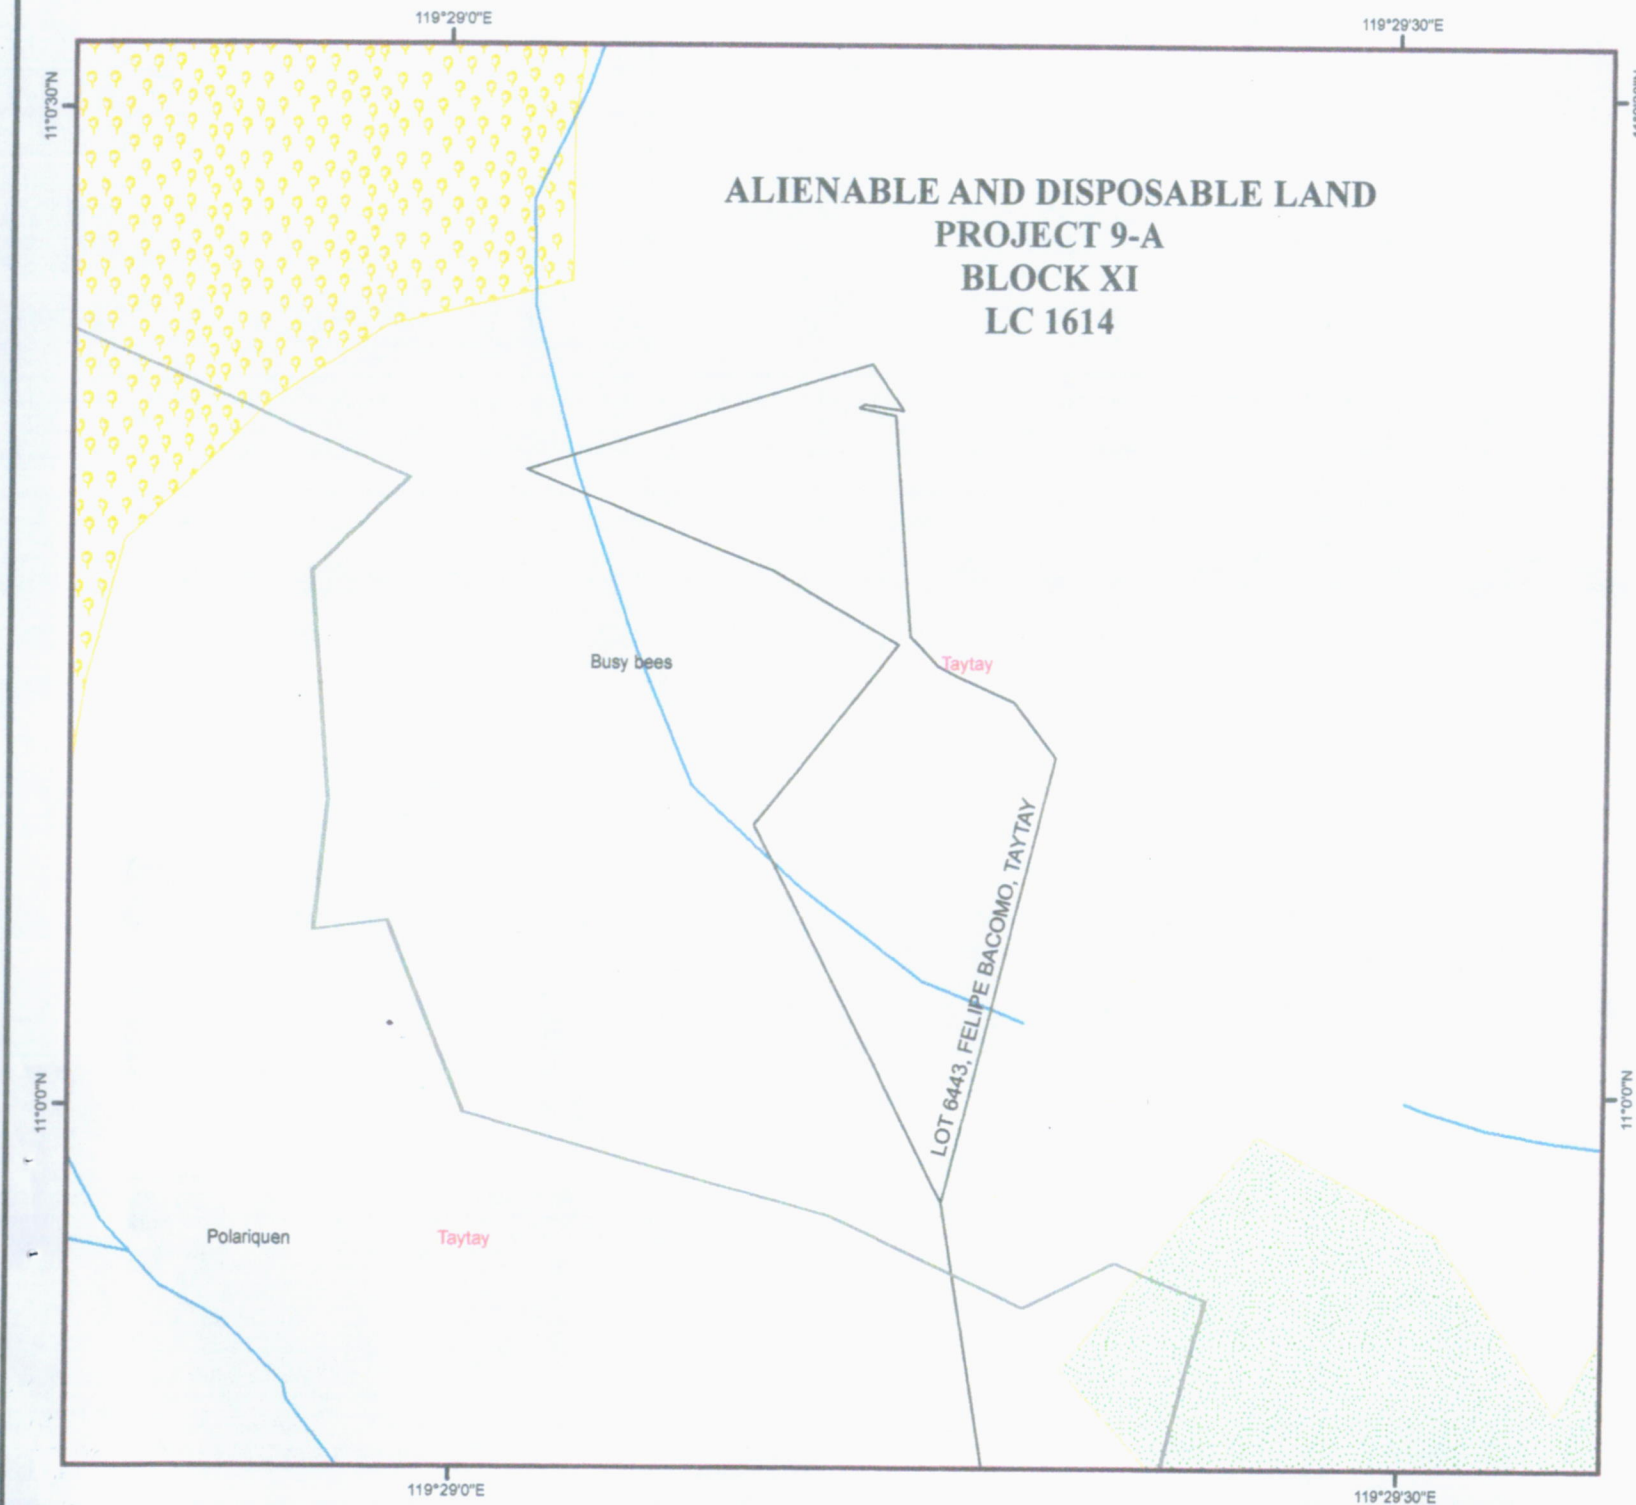 119°29'0"E
119°29'30"E
11°0'30"N
ALIENABLE AND DISPOSABLE LAND
PROJECT 9-A
BLOCK XI
LC 1614
Busy bees
Taytay
LOT 6443, FELIPE BACOMO, TAYTAY
11°0'0"N
11°0'0"N
Polariquen
Taytay
119°29'0"E
119°29'30"E